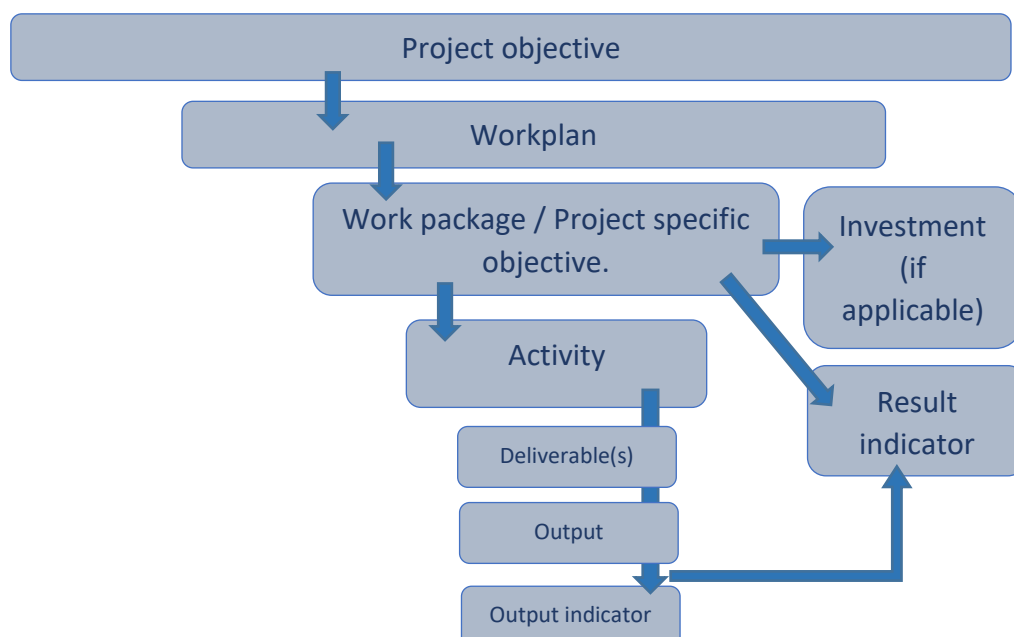 Project objective
Workplan
Work package / Project specific
objective.
Investment
(if
applicable)
Activity
Result
indicator
Deliverable(s)
Output
Output indicator